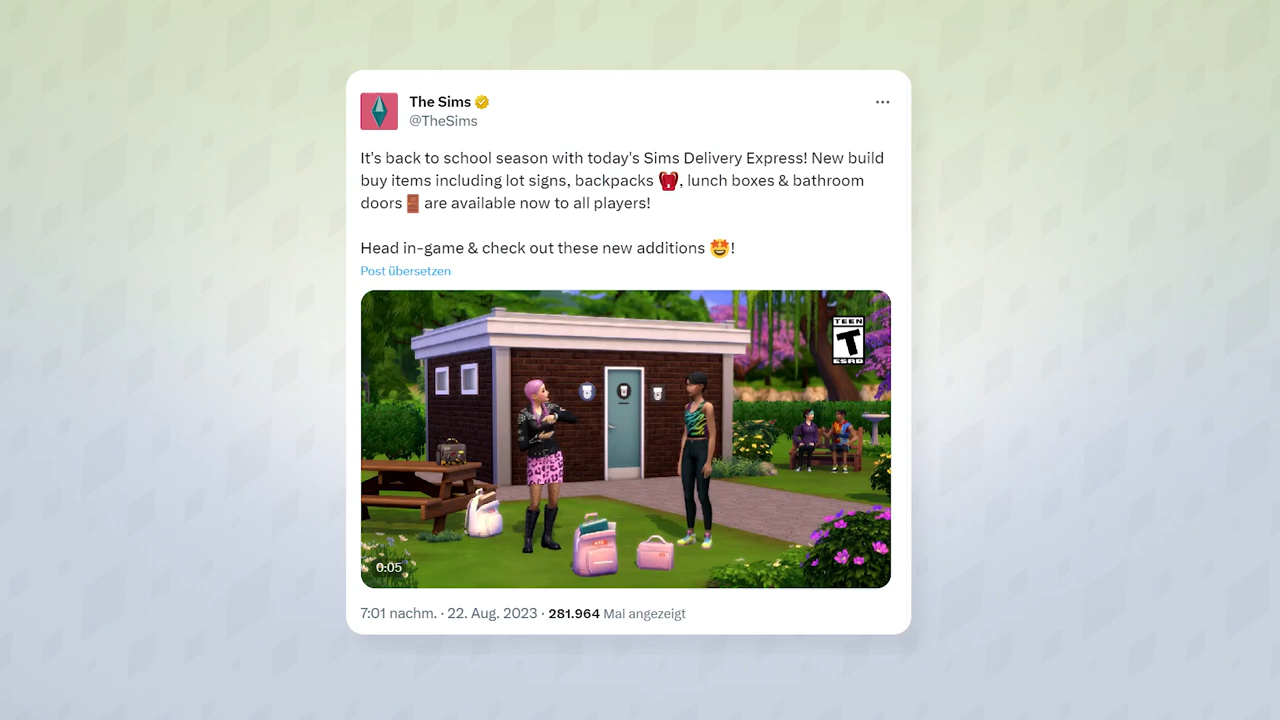 The Sims
@TheSims
It's back to school season with today's Sims Delivery Express! New build
buy items including lot signs, backpacks 🎒, lunch boxes & bathroom
doors 🚪 are available now to all players!
Head in-game & check out these new additions 🤩!
Post übersetzen
TEEN
T
ESRB
0:05
7:01 nachm. · 22. Aug. 2023 · 281.964 Mal angezeigt